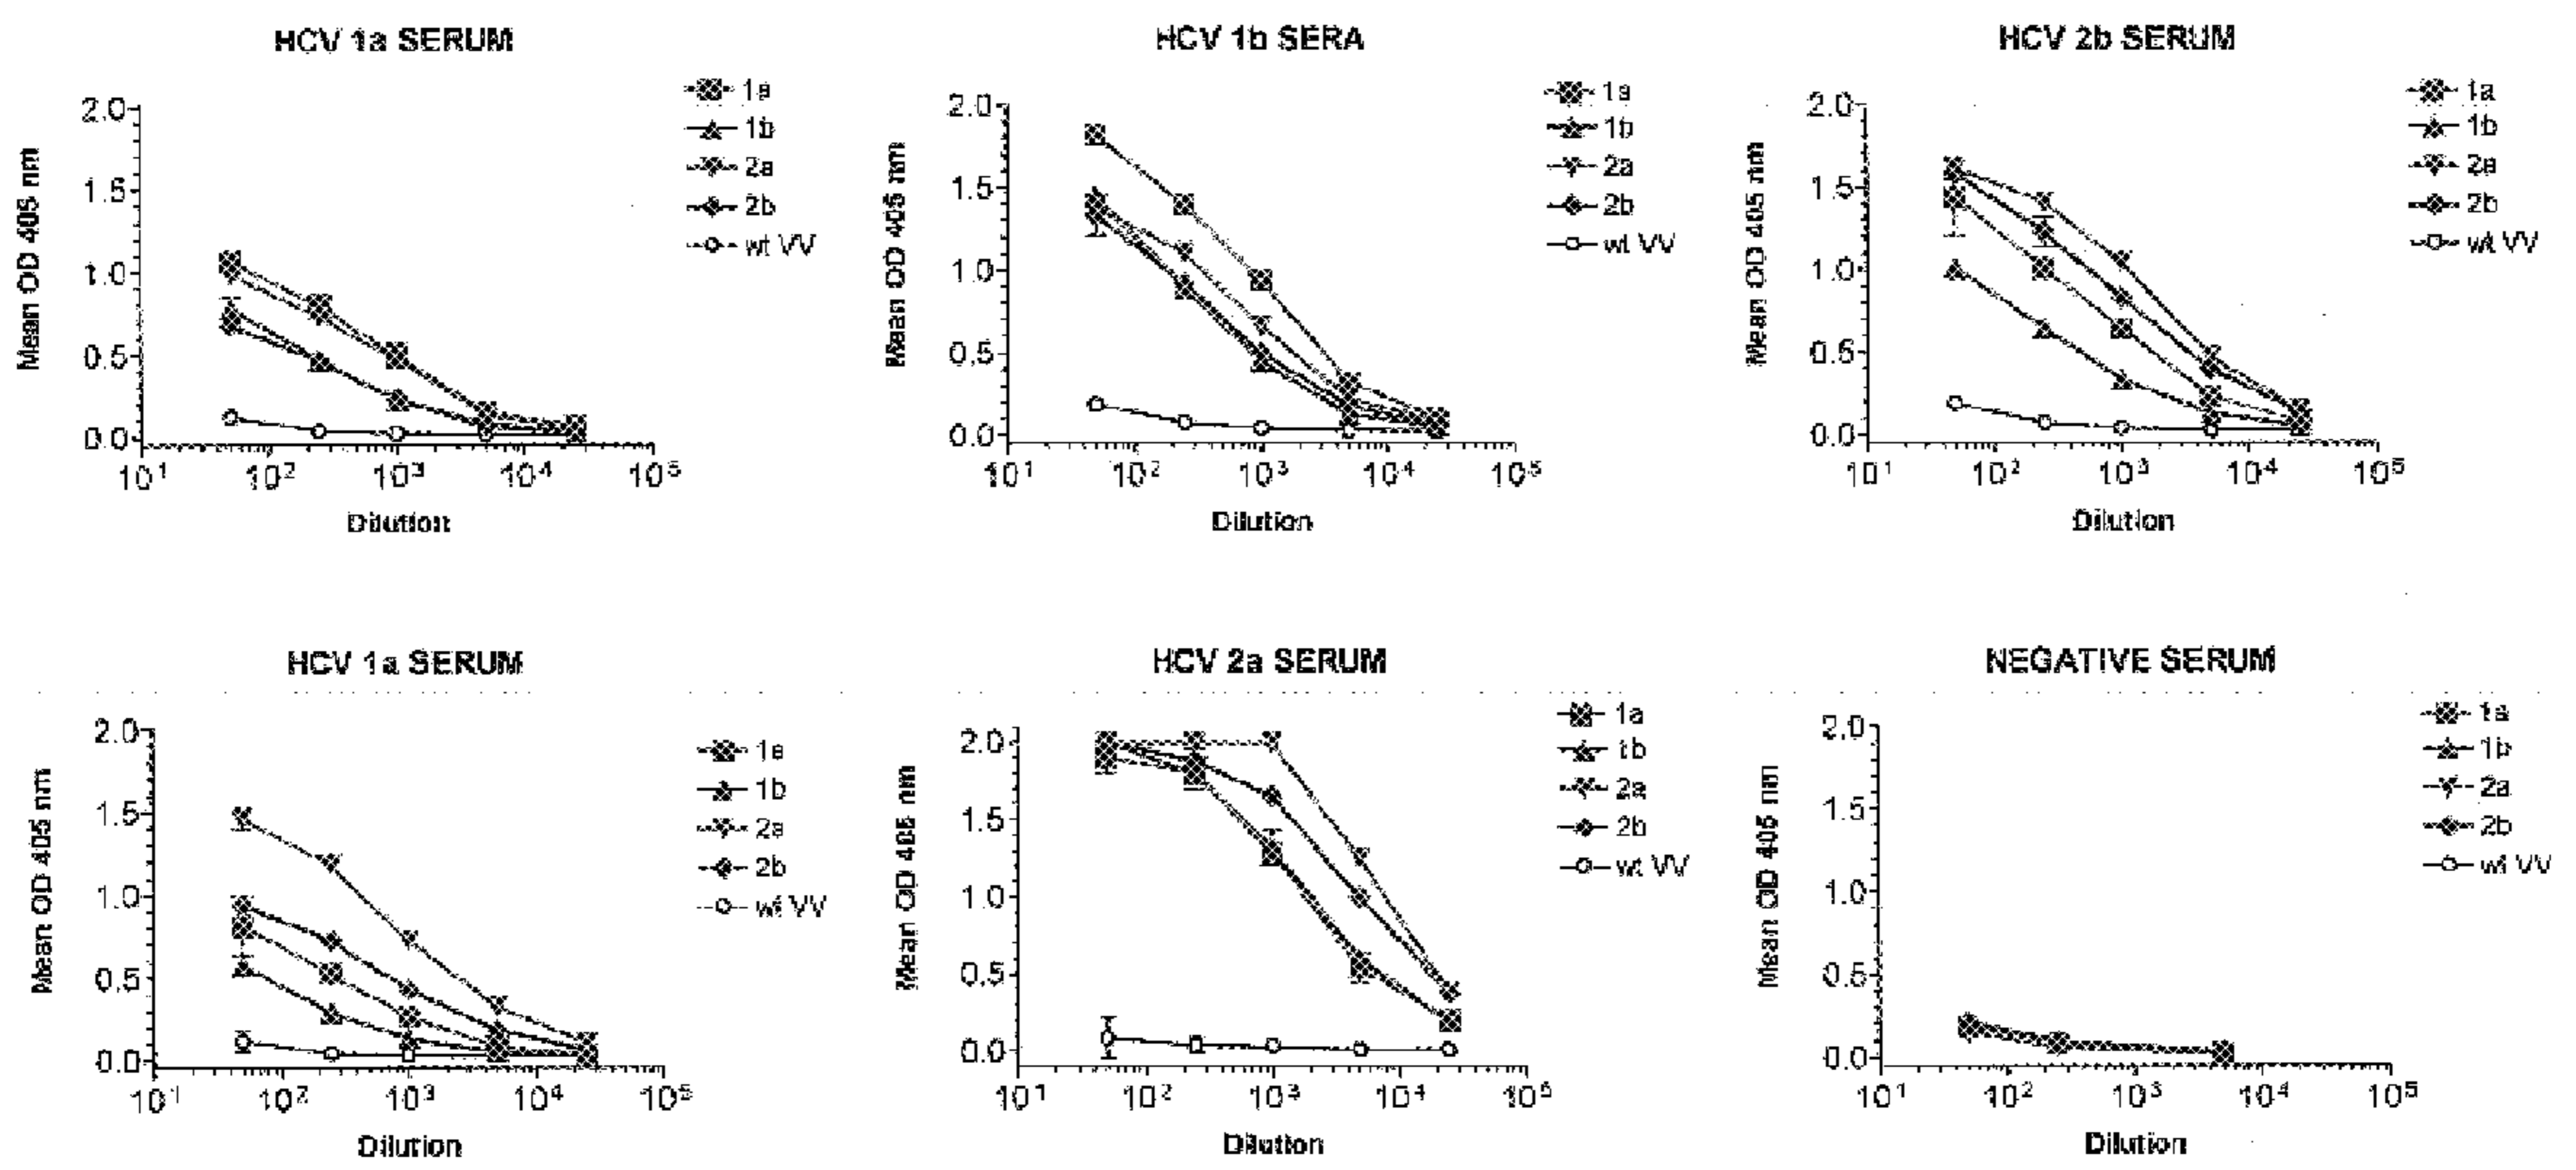 HCV 1a SERUM
Mean OD 405 nm
2.0
1.5
1.0
0.5
0.0
10¹ 10² 10³ 10⁴ 10⁵
Dilution
1a
1b
2a
2b
wt VV
HCV 1b SERA
Mean OD 405 nm
2.0
1.5
1.0
0.5
0.0
10¹ 10² 10³ 10⁴ 10⁵
Dilution
1a
1b
2a
2b
wt VV
HCV 2b SERUM
Mean OD 405 nm
2.0
1.5
1.0
0.5
0.0
10¹ 10² 10³ 10⁴ 10⁵
Dilution
1a
1b
2a
2b
wt VV
HCV 1a SERUM
Mean OD 405 nm
2.0
1.5
1.0
0.5
0.0
10¹ 10² 10³ 10⁴ 10⁵
Dilution
1a
1b
2a
2b
wt VV
HCV 2a SERUM
Mean OD 405 nm
2.0
1.5
1.0
0.5
0.0
10¹ 10² 10³ 10⁴ 10⁵
Dilution
1a
1b
2a
2b
wt VV
NEGATIVE SERUM
Mean OD 405 nm
2.0
1.5
1.0
0.5
0.0
10¹ 10² 10³ 10⁴ 10⁵
Dilution
1a
1b
2a
2b
wt VV